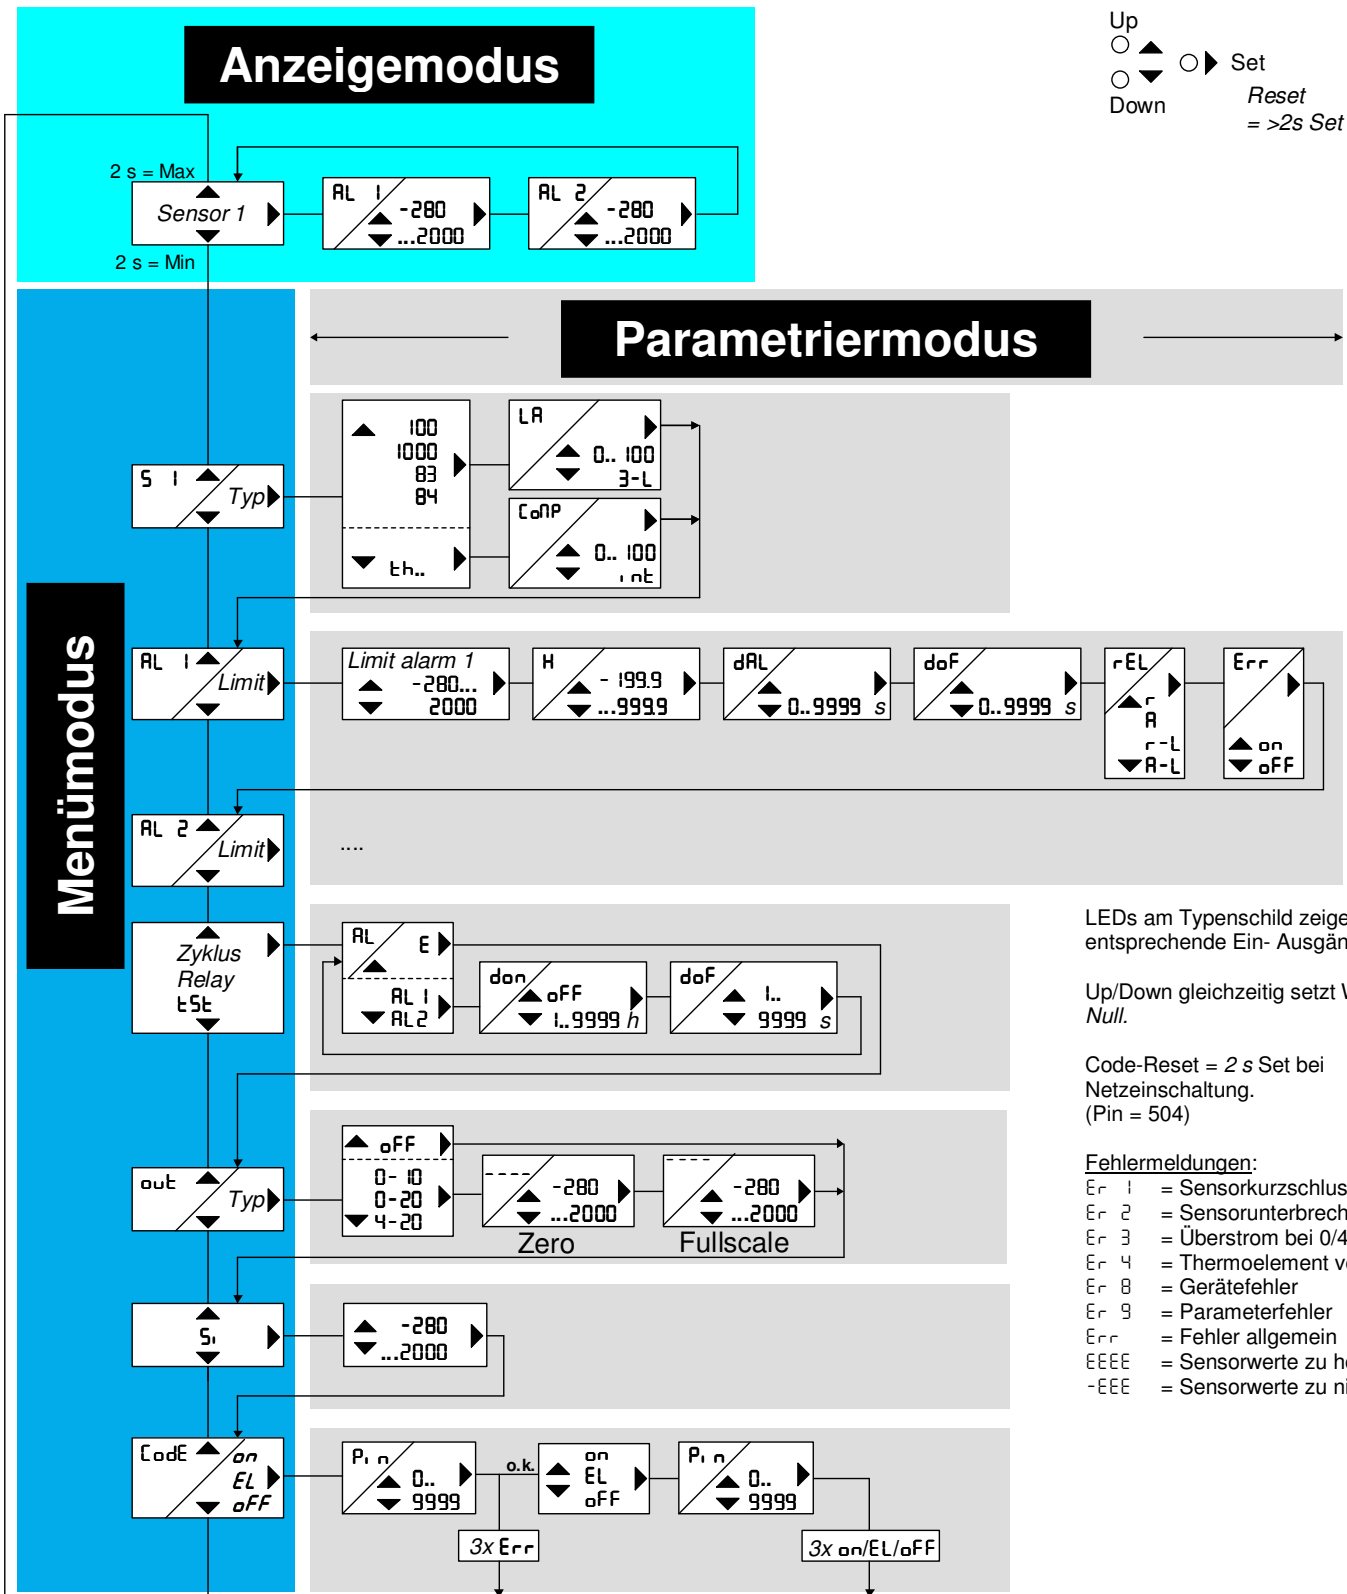 Anzeigemodus
Up
Set
Down
Reset
= >2s Set
2 s = Max
Sensor 1
2 s = Min
AL 1
-280
...2000
AL 2
-280
...2000
Parametriermodus
Menümodus
S 1
Typ
100
1000
83
84
th..
LA
0.. 100
3-L
ConP
0.. 100
int
AL 1
Limit
Limit alarm 1
-280...
2000
H
-199.9
...999.9
dAL
0..9999 s
doF
0..9999 s
rEL
r
A
r-L
A-L
Err
on
oFF
AL 2
Limit
....
Zyklus
Relay
tSt
AL
E
AL1
AL2
don
oFF
1..9999 h
doF
1..
9999 s
LEDs am Typenschild
entsprechende Ein-
Up/Down gleichzeitig setzt
Null.
Code-Reset = 2 s Set bei
Netzeinschaltung.
(Pin = 504)
out
Typ
oFF
0-10
0-20
4-20
----
-280
...2000
Zero
----
-280
...2000
Fullscale
Fehlermeldungen:
Er 1 =
Er 2 =
Er 3 = Überstrom bei
Er 4 = Thermoelement
Er 8 = Gerätefehler
Er 9 = Parameterfehler
Err = Fehler allgemein
EEEE = Sensorwerte zu
-EEE = Sensorwerte zu
Si
-280
...2000
CodE
on
EL
oFF
Pin
0..
9999
o.k.
on
EL
oFF
Pin
0..
9999
3x Err
3x on/EL/oFF